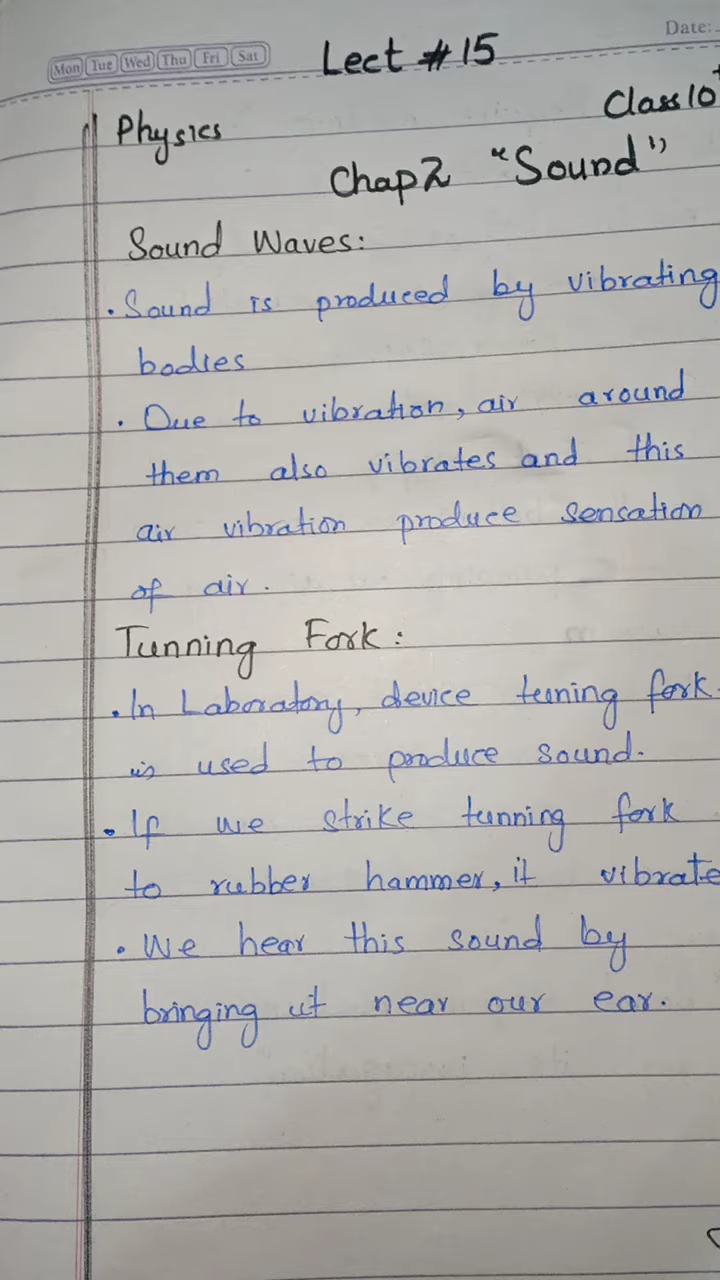 Date:
Mon Tue Wed Thu Fri Sat
Lect #15
Class 10
Physics
Chap 2 "Sound"
Sound Waves:
. Sound is produced by vibrating
bodies
. Due to vibration, air around
them also vibrates and this
air vibration produce sensation
of air.
Tunning Fork:
. In Laboratory, device tunning fork
is used to produce sound.
. If we strike tunning fork
to rubber hammer, it vibrate
. We hear this sound by
bringing it near our ear.